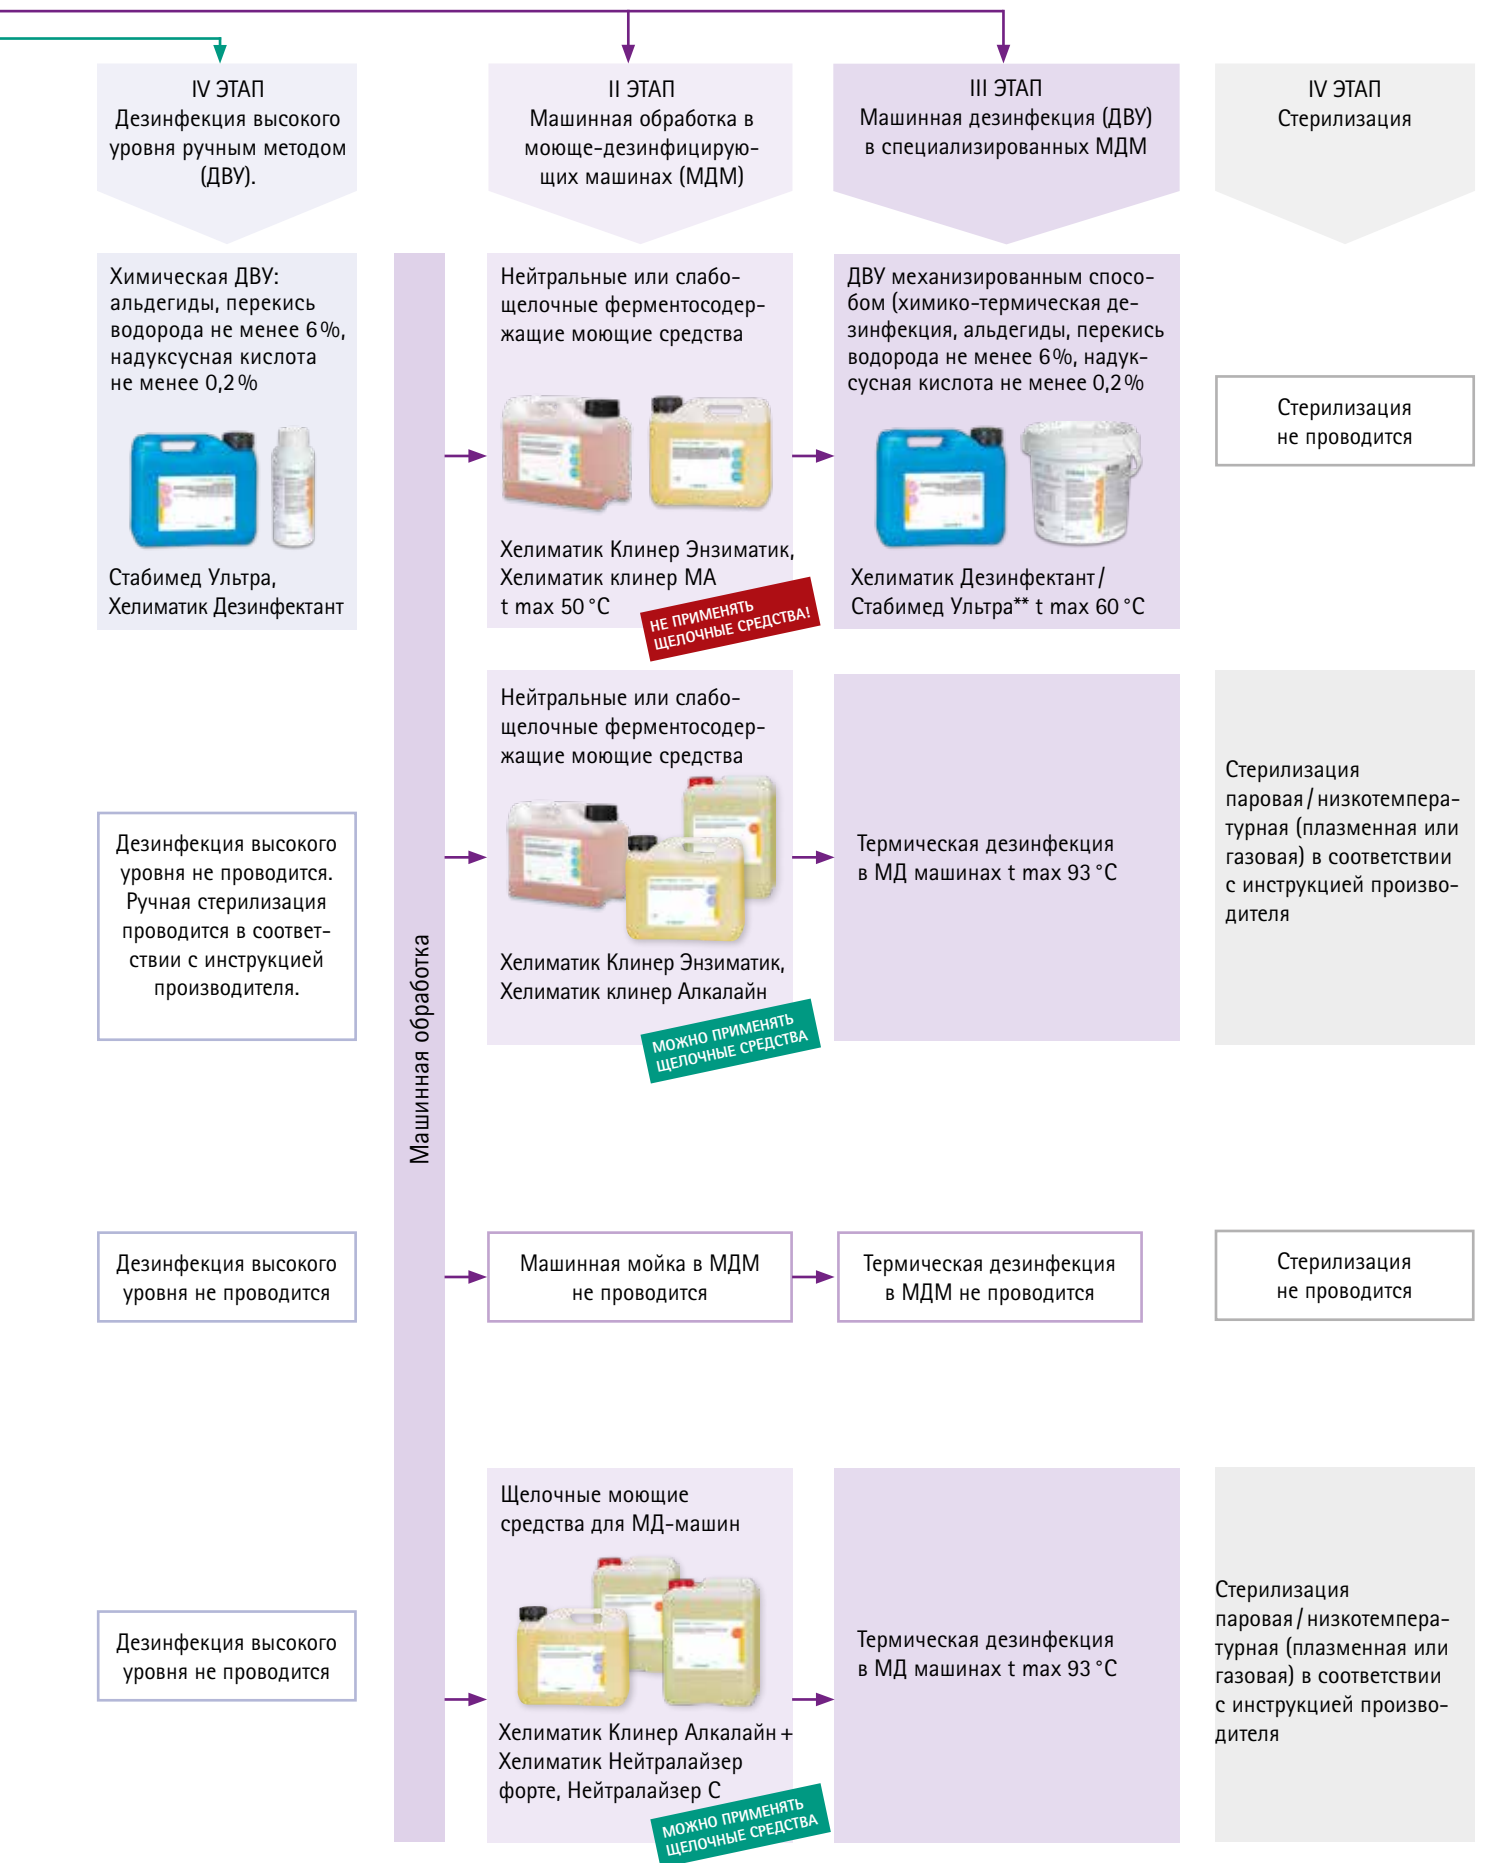 IV ЭТАП
Дезинфекция высокого
уровня ручным методом
(ДВУ).
II ЭТАП
Машинная обработка в
моюще-дезинфицирую-
щих машинах (МДМ)
III ЭТАП
Машинная дезинфекция (ДВУ)
в специализированных МДМ
IV ЭТАП
Стерилизация
Химическая ДВУ:
альдегиды, перекись
водорода не менее 6%,
надуксусная кислота
не менее 0,2%
Стабимед Ультра,
Хелиматик Дезинфектант
Машинная обработка
Нейтральные или слабо-
щелочные ферментосодер-
жащие моющие средства
Хелиматик Клинер Энзиматик,
Хелиматик клинер МА
t max 50 °C
НЕ ПРИМЕНЯТЬ
ЩЕЛОЧНЫЕ СРЕДСТВА!
ДВУ механизированным спосо-
бом (химико-термическая де-
зинфекция, альдегиды, перекись
водорода не менее 6%, надук-
сусная кислота не менее 0,2%
Хелиматик Дезинфектант/
Стабимед Ультра** t max 60 °C
Стерилизация
не проводится
Дезинфекция высокого
уровня не проводится.
Ручная стерилизация
проводится в соответ-
ствии с инструкцией
производителя.
Нейтральные или слабо-
щелочные ферментосодер-
жащие моющие средства
Хелиматик Клинер Энзиматик,
Хелиматик клинер Алкалайн
МОЖНО ПРИМЕНЯТЬ
ЩЕЛОЧНЫЕ СРЕДСТВА
Термическая дезинфекция
в МД машинах t max 93 °C
Стерилизация
паровая/низкотемпера-
турная (плазменная или
газовая) в соответствии
с инструкцией произво-
дителя
Дезинфекция высокого
уровня не проводится
Машинная мойка в МДМ
не проводится
Термическая дезинфекция
в МДМ не проводится
Стерилизация
не проводится
Дезинфекция высокого
уровня не проводится
Щелочные моющие
средства для МД-машин
Хелиматик Клинер Алкалайн +
Хелиматик Нейтралайзер
форте, Нейтралайзер С
МОЖНО ПРИМЕНЯТЬ
ЩЕЛОЧНЫЕ СРЕДСТВА
Термическая дезинфекция
в МД машинах t max 93 °C
Стерилизация
паровая/низкотемпера-
турная (плазменная или
газовая) в соответствии
с инструкцией произво-
дителя